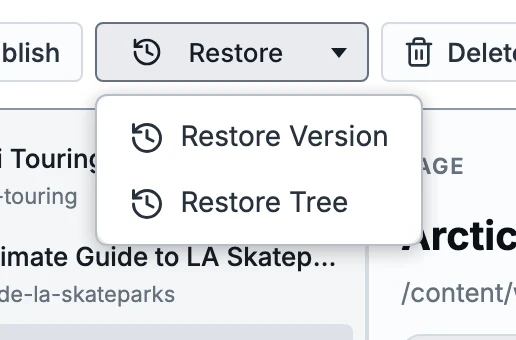 blish
Restore
Delete
Restore Version
i Touring
AGE
-touring
Restore Tree
Arctic
imate Guide to LA Skatep...
/content/
de-la-skateparks